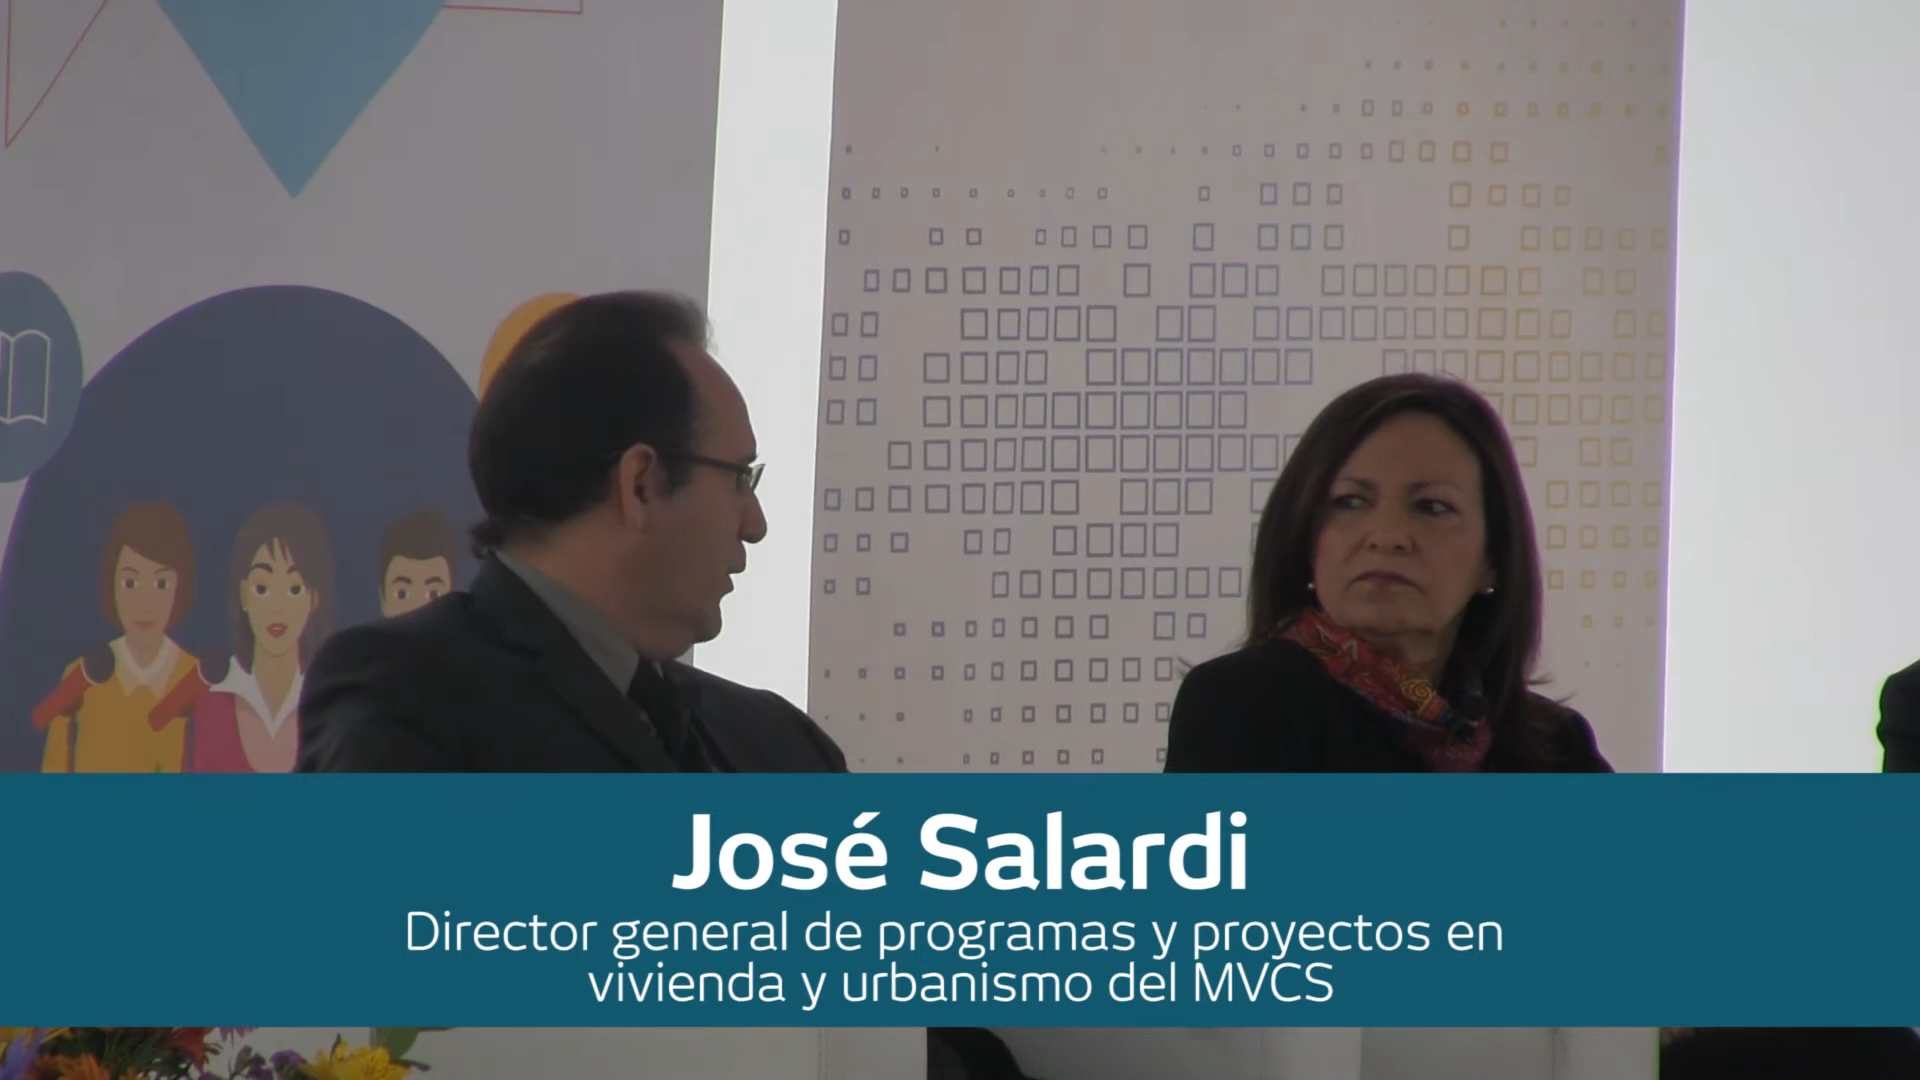 José Salardi
Director general de programas y proyectos en
vivienda y urbanismo del MVCS